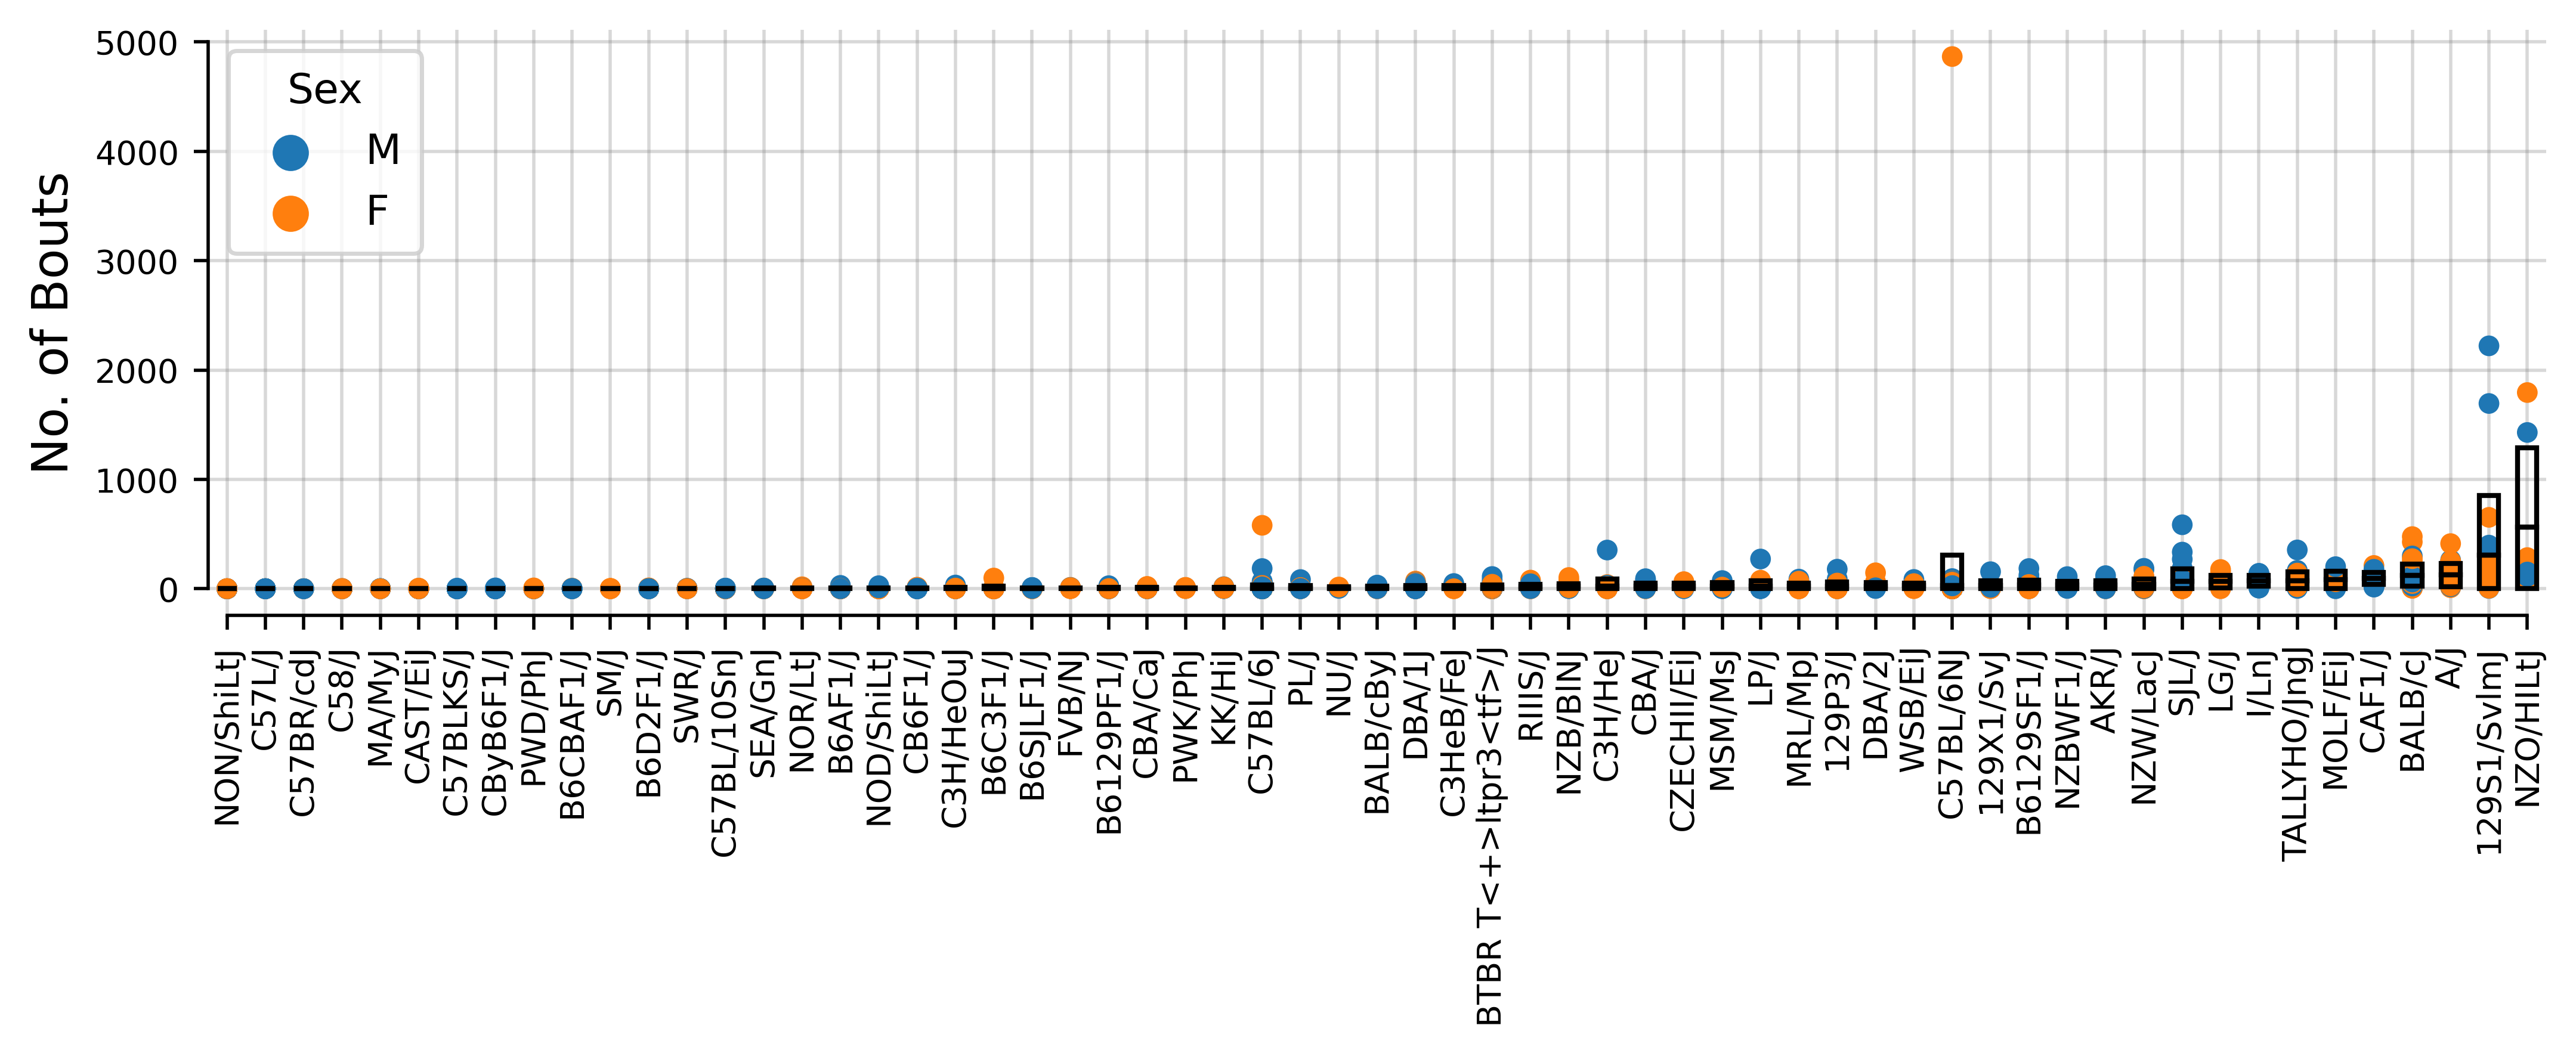 No. of Bouts
5000
4000
3000
2000
1000
0
Sex
M
F
NON/ShiLtJ
C57L/J
C57BR/cdJ
C58/J
MA/MyJ
CAST/EiJ
C57BLKS/J
CByB6F1/J
PWD/PhJ
B6CBAF1/J
SM/J
B6D2F1/J
SWR/J
C57BL/10SnJ
SEA/GnJ
NOR/LtJ
B6AF1/J
NOD/ShiLtJ
CB6F1/J
C3H/HeOuJ
B6C3F1/J
B6SJLF1/J
FVB/NJ
B6129PF1/J
CBA/CaJ
PWK/PhJ
KK/HiJ
C57BL/6J
PL/J
NU/J
BALB/cByJ
DBA/1J
C3HeB/FeJ
BTBR T<+>ltpr3<tf>/J
RIIIS/J
NZB/BINJ
C3H/HeJ
CBA/J
CZECHII/EiJ
MSM/MsJ
LP/J
MRL/MpJ
129P3/J
DBA/2J
WSB/EiJ
C57BL/6NJ
129X1/SvJ
B6129SF1/J
NZBWF1/J
AKR/J
NZW/LacJ
SJL/J
LG/J
I/LnJ
TALLYHO/JngJ
MOLF/EiJ
CAF1/J
BALB/cJ
A/J
129S1/SvImJ
NZO/HILtJ